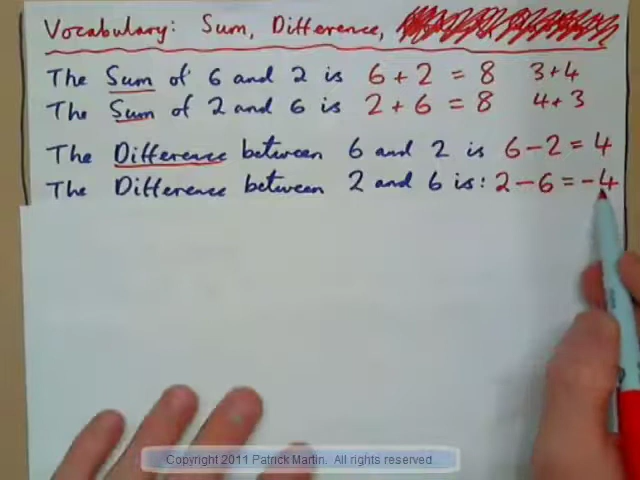 Vocabulary: Sum, Difference,
The Sum of 6 and 2 is 6 + 2 = 8 3+4
The Sum of 2 and 6 is 2 + 6 = 8 4+3
The Difference between 6 and 2 is 6 - 2 = 4
The Difference between 2 and 6 is: 2 - 6 = -4
Copyright 2011 Patrick Martin. All rights reserved.